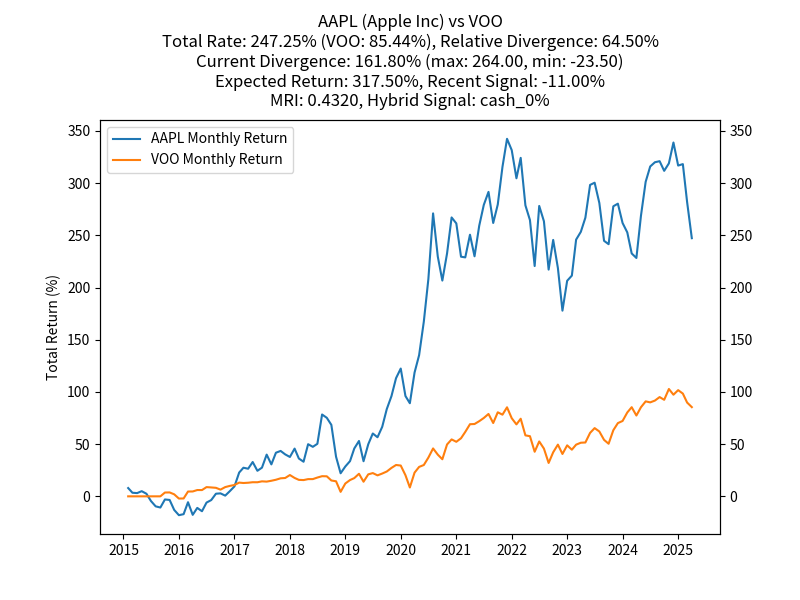 AAPL (Apple Inc) vs VOO
Total Rate: 247.25% (VOO: 85.44%), Relative Divergence: 64.50%
Current Divergence: 161.80% (max: 264.00, min: -23.50)
Expected Return: 317.50%, Recent Signal: -11.00%
MRI: 0.4320, Hybrid Signal: cash_0%
AAPL Monthly Return
VOO Monthly Return
Total Return (%)
350
300
250
200
150
100
50
0
350
300
250
200
150
100
50
0
2015 2016 2017 2018 2019 2020 2021 2022 2023 2024 2025